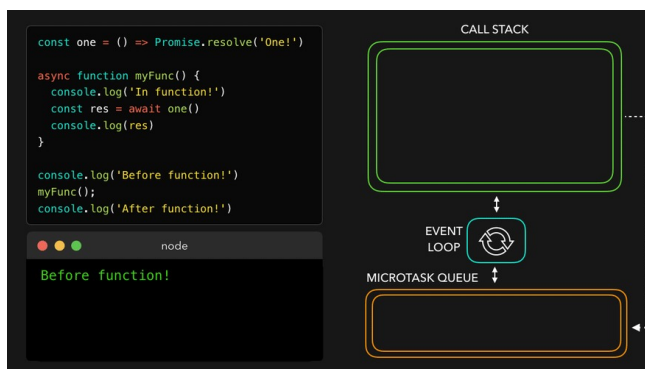 const one = () => Promise.resolve('One!')
async function myFunc() {
console.log('In function!')
const res = await one()
console.log(res)
}
console.log('Before function!')
myFunc();
console.log('After function!')
node
Before function!
CALL STACK
EVENT
LOOP
MICROTASK QUEUE